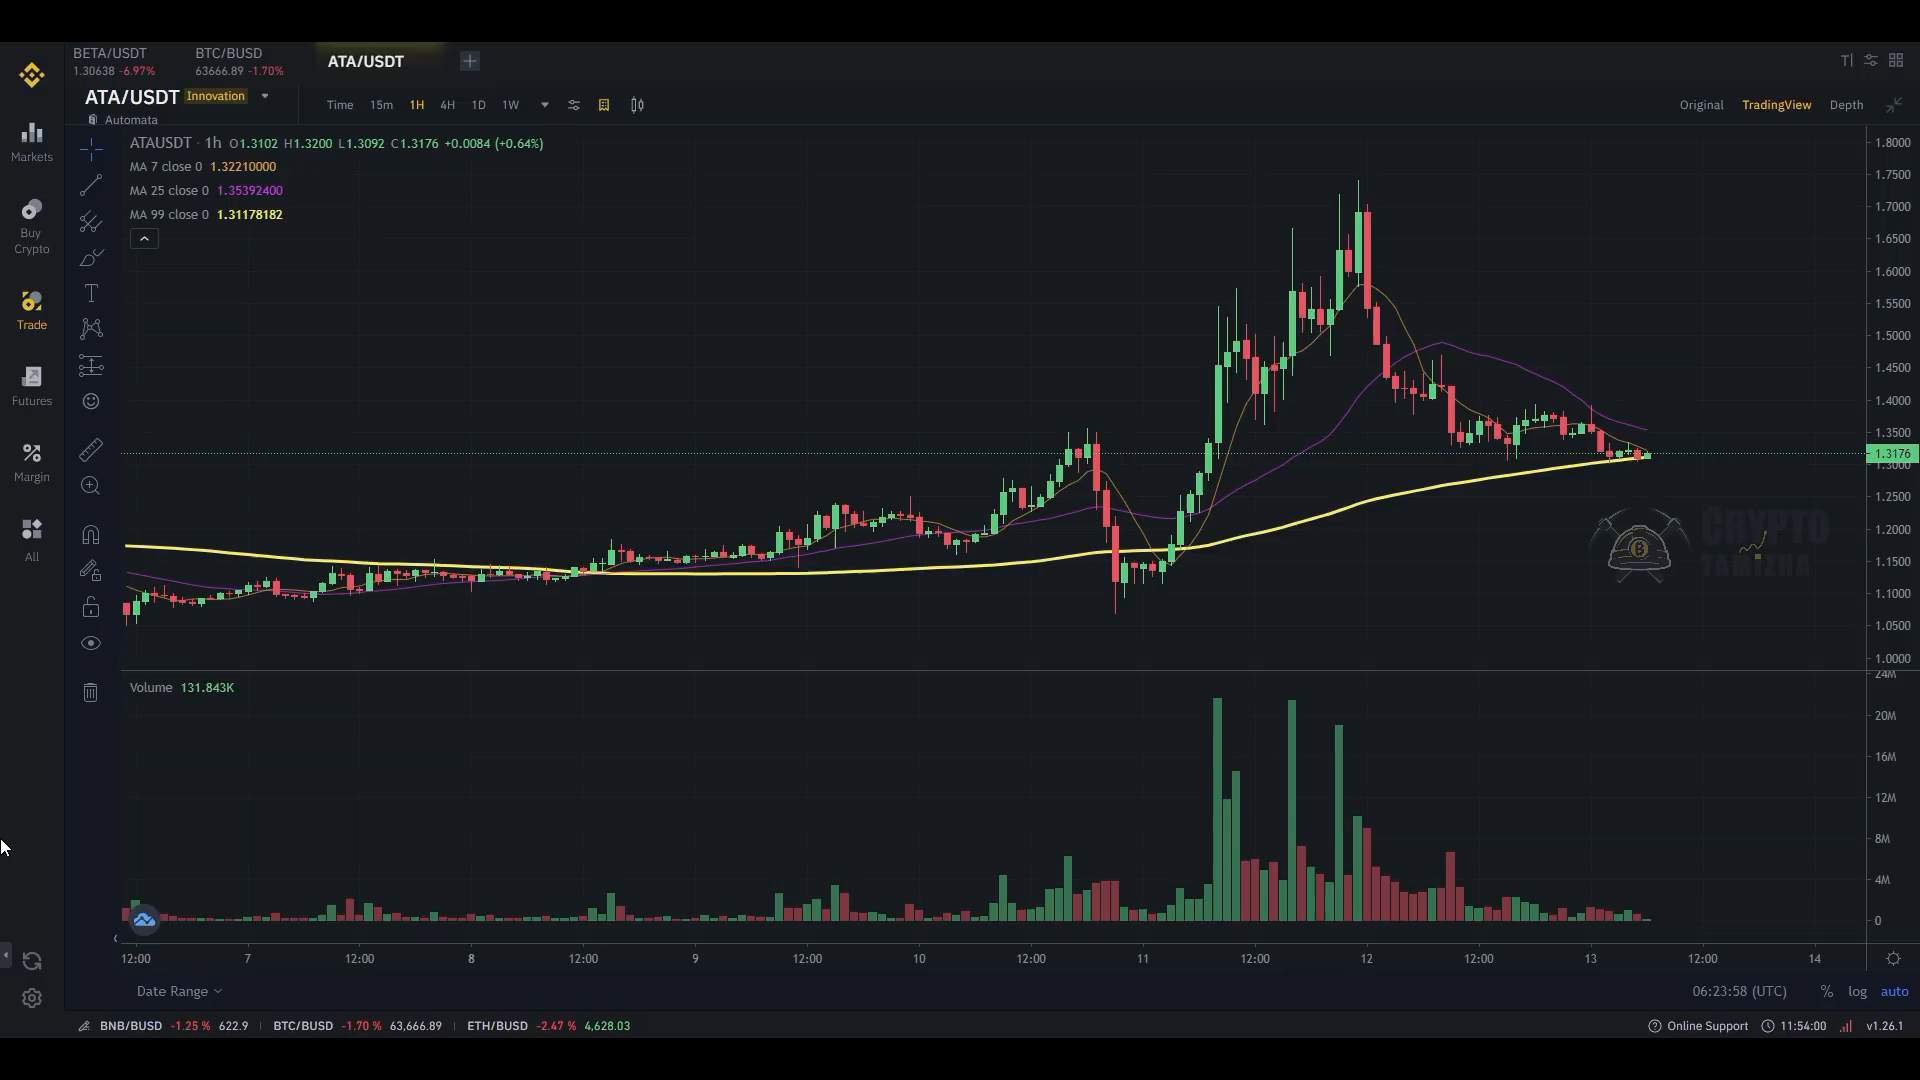 BETA/USDT BTC/BUSD ATA/USDT
1.30638 -6.97% 63666.89 -1.70%
ATA/USDT Innovation
Automata
Time 15m 1H 4H 1D 1W
Original TradingView Depth
ATAUSDT · 1h O1.3102 H1.3200 L1.3092 C1.3176 +0.0084 (+0.64%)
MA 7 close 0 1.32210000
MA 25 close 0 1.35392400
MA 99 close 0 1.31178182
Markets
Buy
Crypto
Trade
Futures
Margin
All
1.8000
1.7500
1.7000
1.6500
1.6000
1.5500
1.5000
1.4500
1.4000
1.3500
1.3176
1.3000
1.2500
1.2000
1.1500
1.1000
1.0500
1.0000
CRYPTO
TAMIZHA
Volume 131.843K
24M
20M
16M
12M
8M
4M
0
12:00 7 12:00 8 12:00 9 12:00 10 12:00 11 12:00 12 12:00 13 12:00 14
Date Range 06:23:58 (UTC) % log auto
BNB/BUSD -1.25 % 622.9 BTC/BUSD -1.70 % 63,666.89 ETH/BUSD -2.47 % 4,628.03 Online Support 11:54:00 v1.26.1